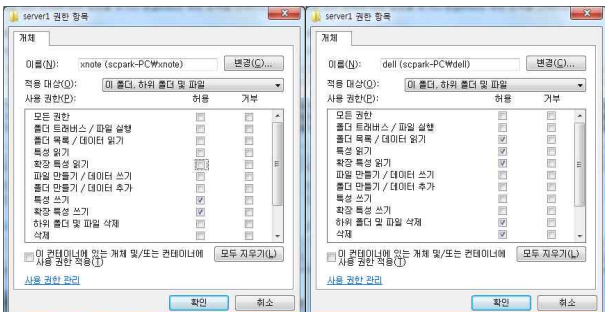 server1 권한 항목
개체
이름(N): xnote (scpark-PC₩xnote) 변경(C)...
적용 대상(O): 이 폴더, 하위 폴더 및 파일
사용 권한(P): 허용 거부
모든 권한
폴더 트래버스 / 파일 실행
폴더 목록 / 데이터 읽기
특성 읽기
확장 특성 읽기
파일 만들기 / 데이터 쓰기
폴더 만들기 / 데이터 추가
특성 쓰기
확장 특성 쓰기
하위 폴더 및 파일 삭제
삭제
이 컨테이너에 있는 개체 및/또는 컨테이너에 모두 지우기(L)
사용 권한 적용(T)
사용 권한 관리
확인 취소
server1 권한 항목
개체
이름(N): dell (scpark-PC₩dell) 변경(C)...
적용 대상(O): 이 폴더, 하위 폴더 및 파일
사용 권한(P): 허용 거부
모든 권한
폴더 트래버스 / 파일 실행
폴더 목록 / 데이터 읽기
특성 읽기
확장 특성 읽기
파일 만들기 / 데이터 쓰기
폴더 만들기 / 데이터 추가
특성 쓰기
확장 특성 쓰기
하위 폴더 및 파일 삭제
삭제
이 컨테이너에 있는 개체 및/또는 컨테이너에 모두 지우기(L)
사용 권한 적용(T)
사용 권한 관리
확인 취소